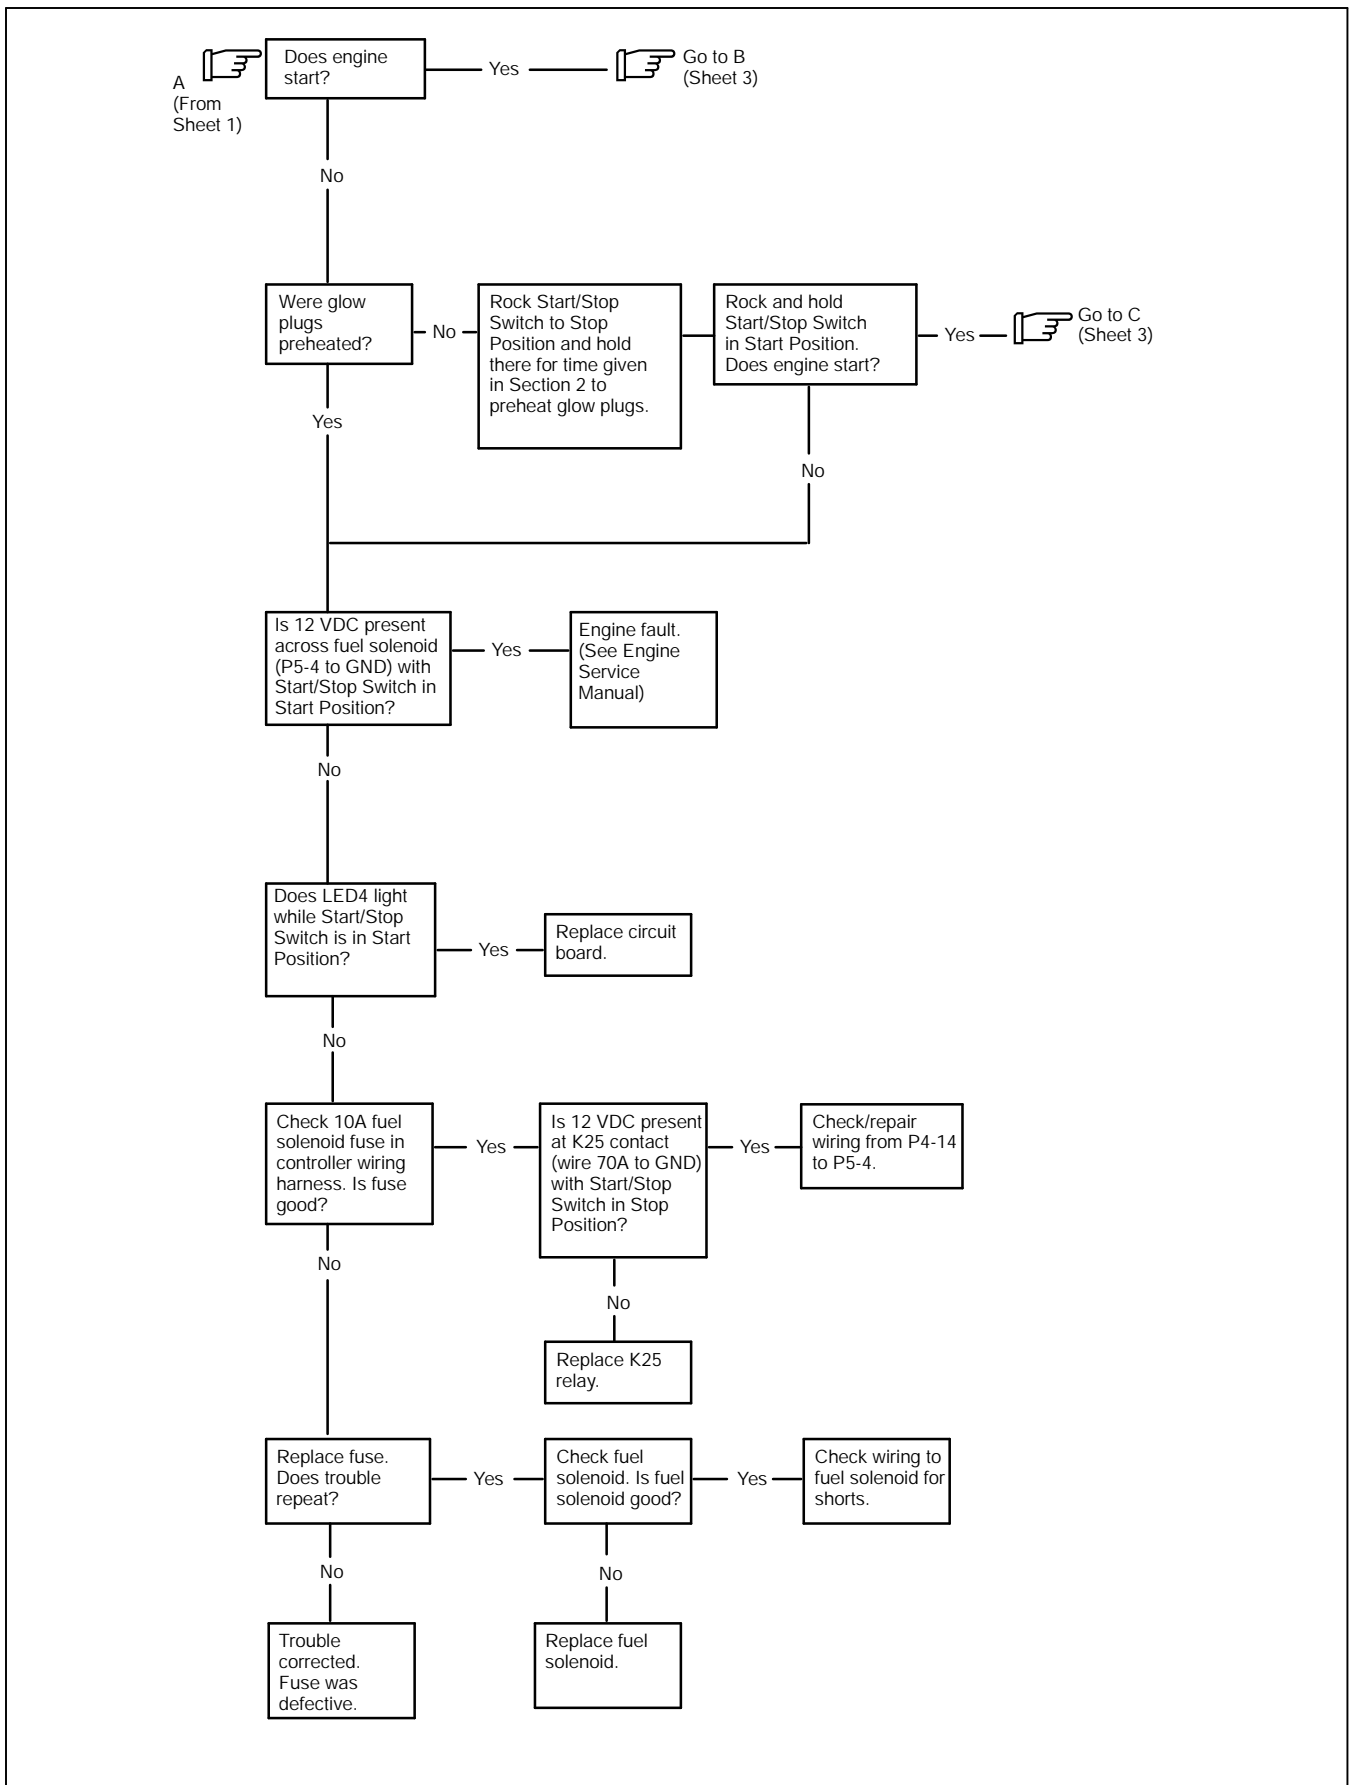 A
(From
Sheet 1)
Does engine
start?
Yes
Go to B
(Sheet 3)
No
Were glow
plugs
preheated?
No
Rock Start/Stop
Switch to Stop
Position and hold
there for time given
in Section 2 to
preheat glow plugs.
Rock and hold
Start/Stop Switch
in Start Position.
Does engine start?
Yes
Go to C
(Sheet 3)
Yes
No
Is 12 VDC present
across fuel solenoid
(P5-4 to GND) with
Start/Stop Switch in
Start Position?
Yes
Engine fault.
(See Engine
Service
Manual)
No
Does LED4 light
while Start/Stop
Switch is in Start
Position?
Yes
Replace circuit
board.
No
Check 10A fuel
solenoid fuse in
controller wiring
harness. Is fuse
good?
Yes
Is 12 VDC present
at K25 contact
(wire 70A to GND)
with Start/Stop
Switch in Stop
Position?
Yes
Check/repair
wiring from P4-14
to P5-4.
No
No
Replace K25
relay.
Replace fuse.
Does trouble
repeat?
Yes
Check fuel
solenoid. Is fuel
solenoid good?
Yes
Check wiring to
fuel solenoid for
shorts.
No
No
Trouble
corrected.
Fuse was
defective.
Replace fuel
solenoid.